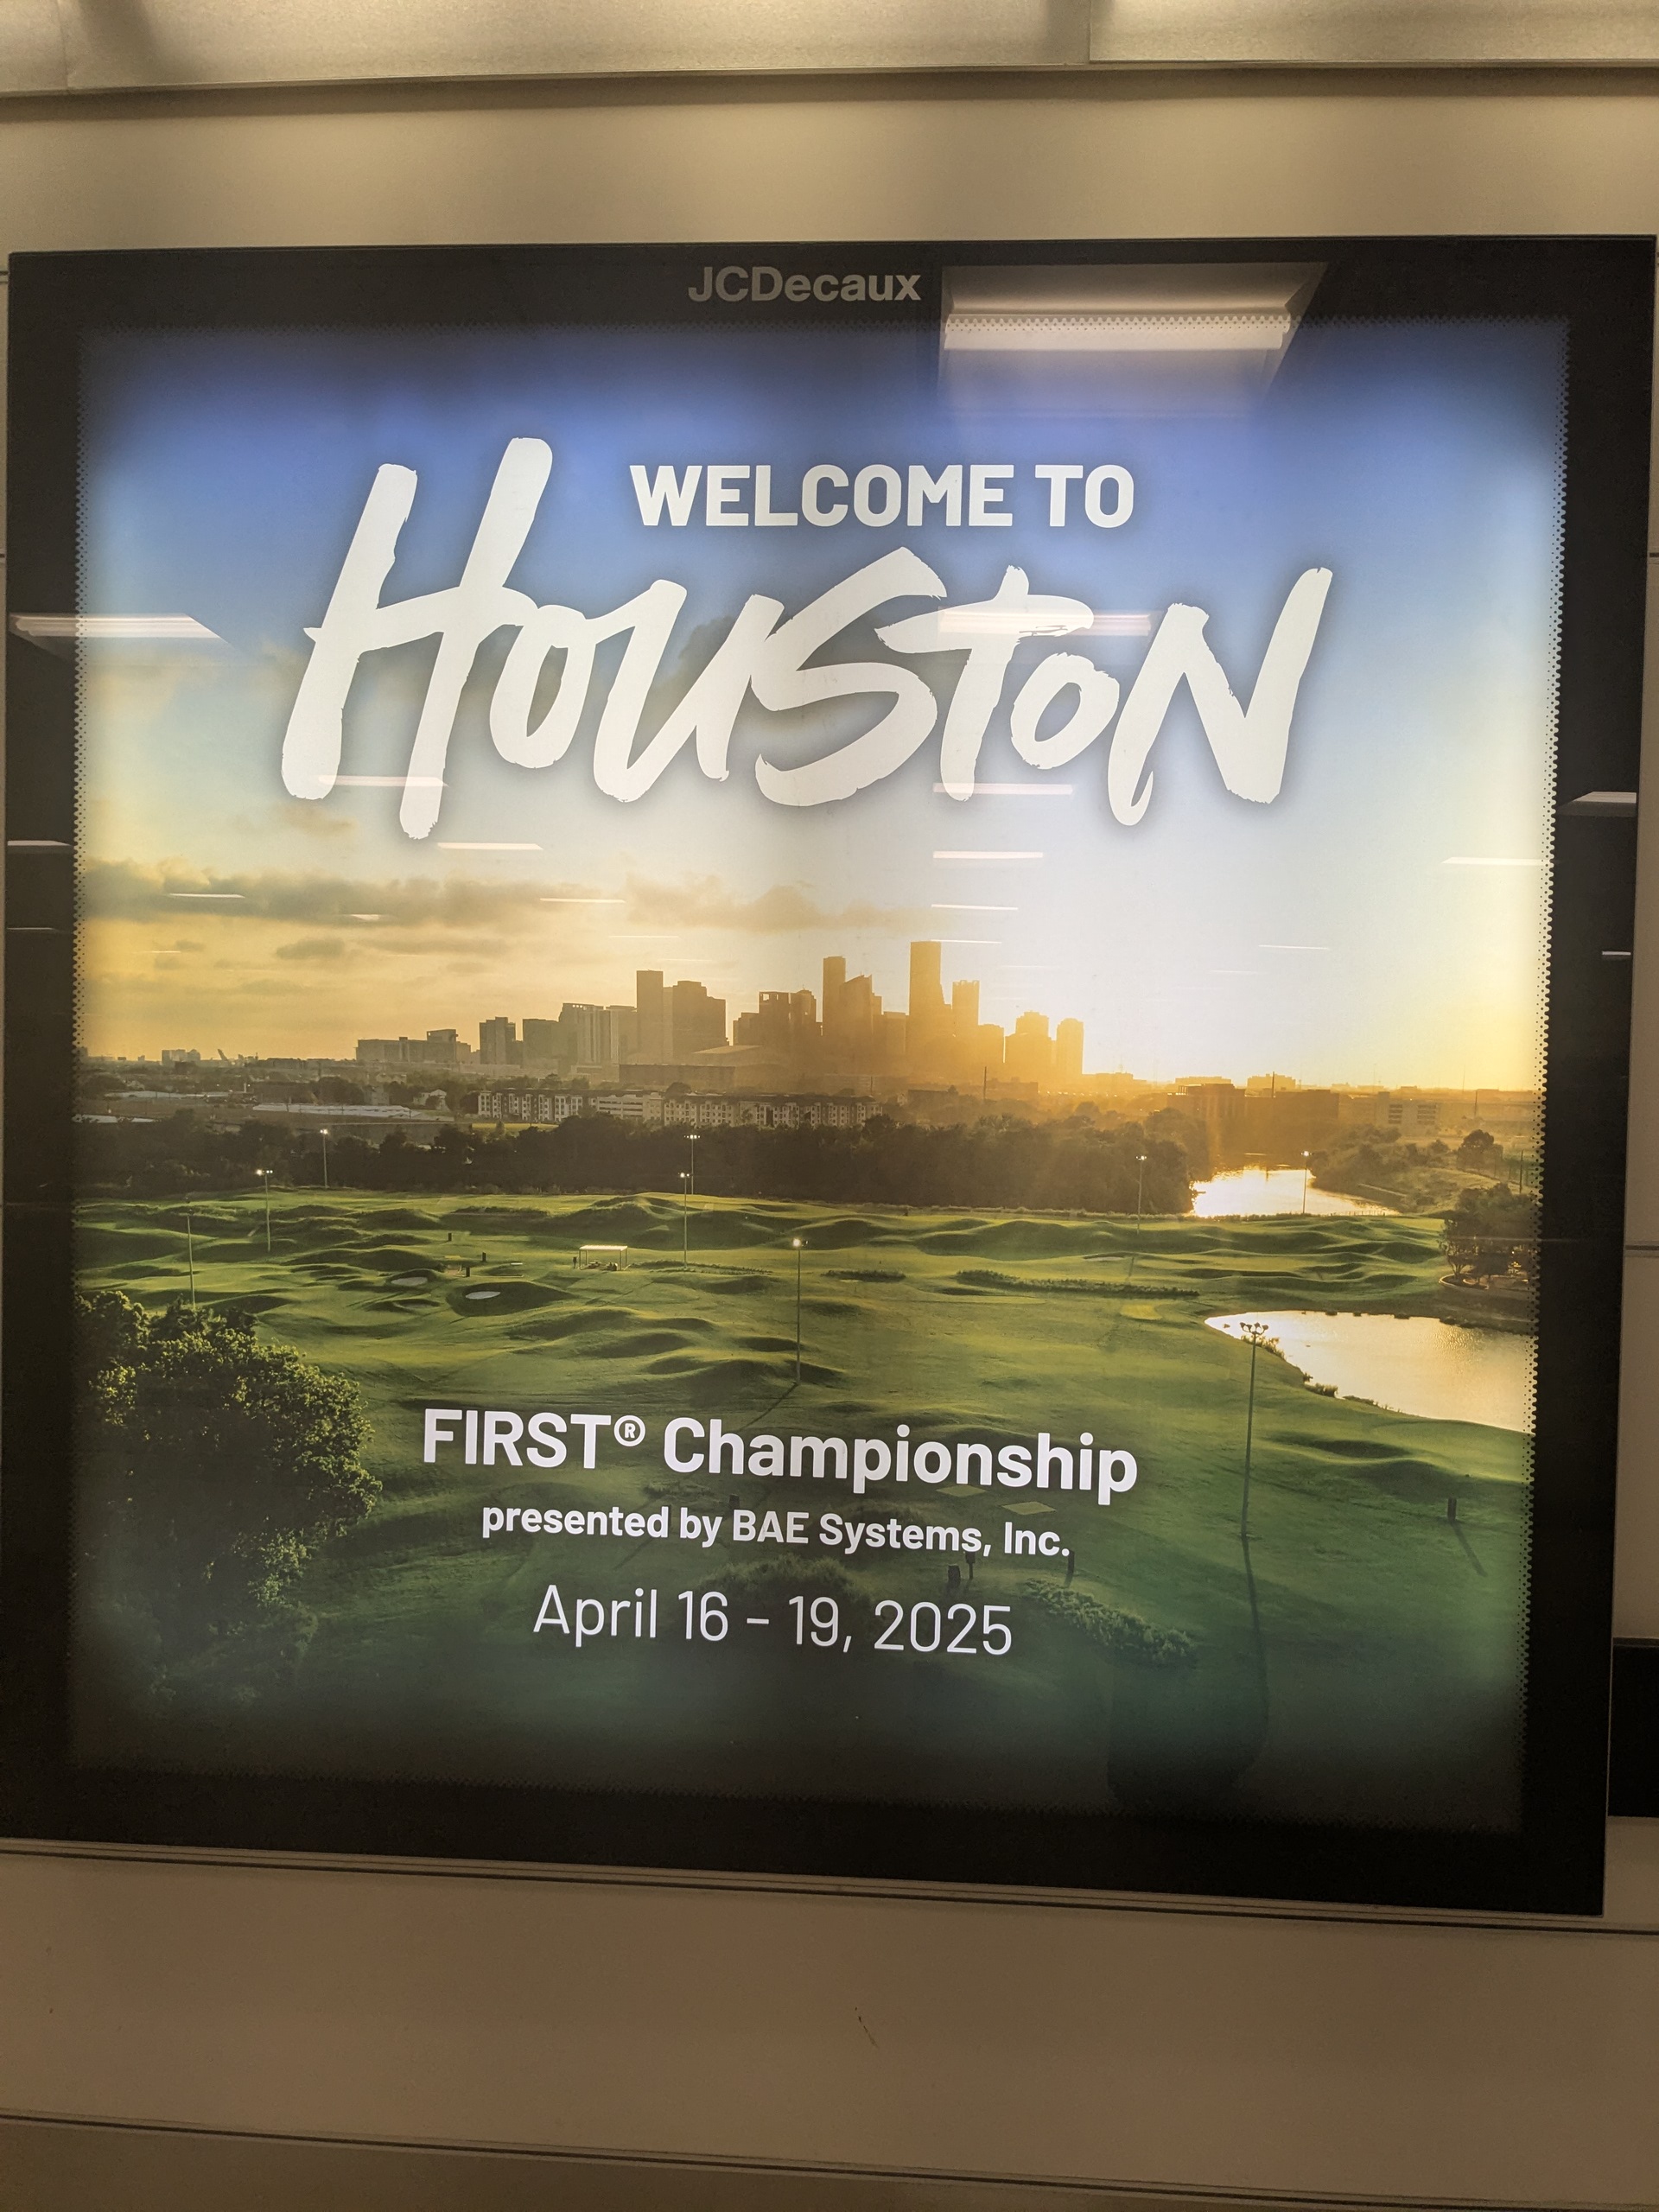 JCDecaux
WELCOME TO
HOUSTON
FIRST® Championship
presented by BAE Systems, Inc.
April 16 - 19, 2025